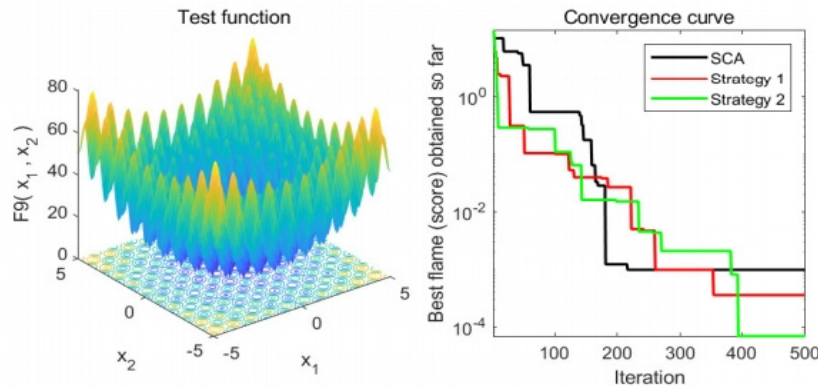 Test function
80
60
40
20
0
F9( x1 , x2 )
5
0
-5
x2
-5
0
5
x1
Convergence curve
SCA
Strategy 1
Strategy 2
10^0
10^-2
10^-4
Best flame (score) obtained so far
100
200
300
400
500
Iteration